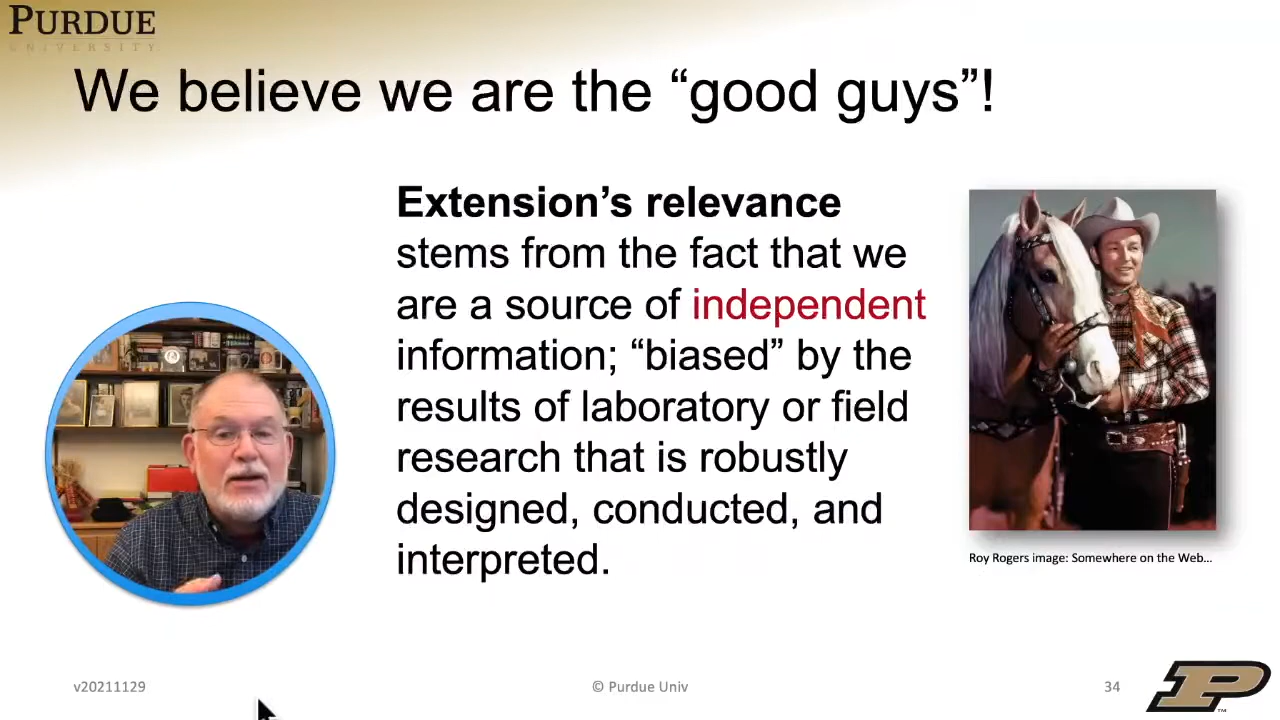 PURDUE
UNIVERSITY
We believe we are the “good guys”!
Extension’s relevance
stems from the fact that we
are a source of independent
information; “biased” by the
results of laboratory or field
research that is robustly
designed, conducted, and
interpreted.
Roy Rogers image: Somewhere on the Web...
v20211129
© Purdue Univ
34
P
TM